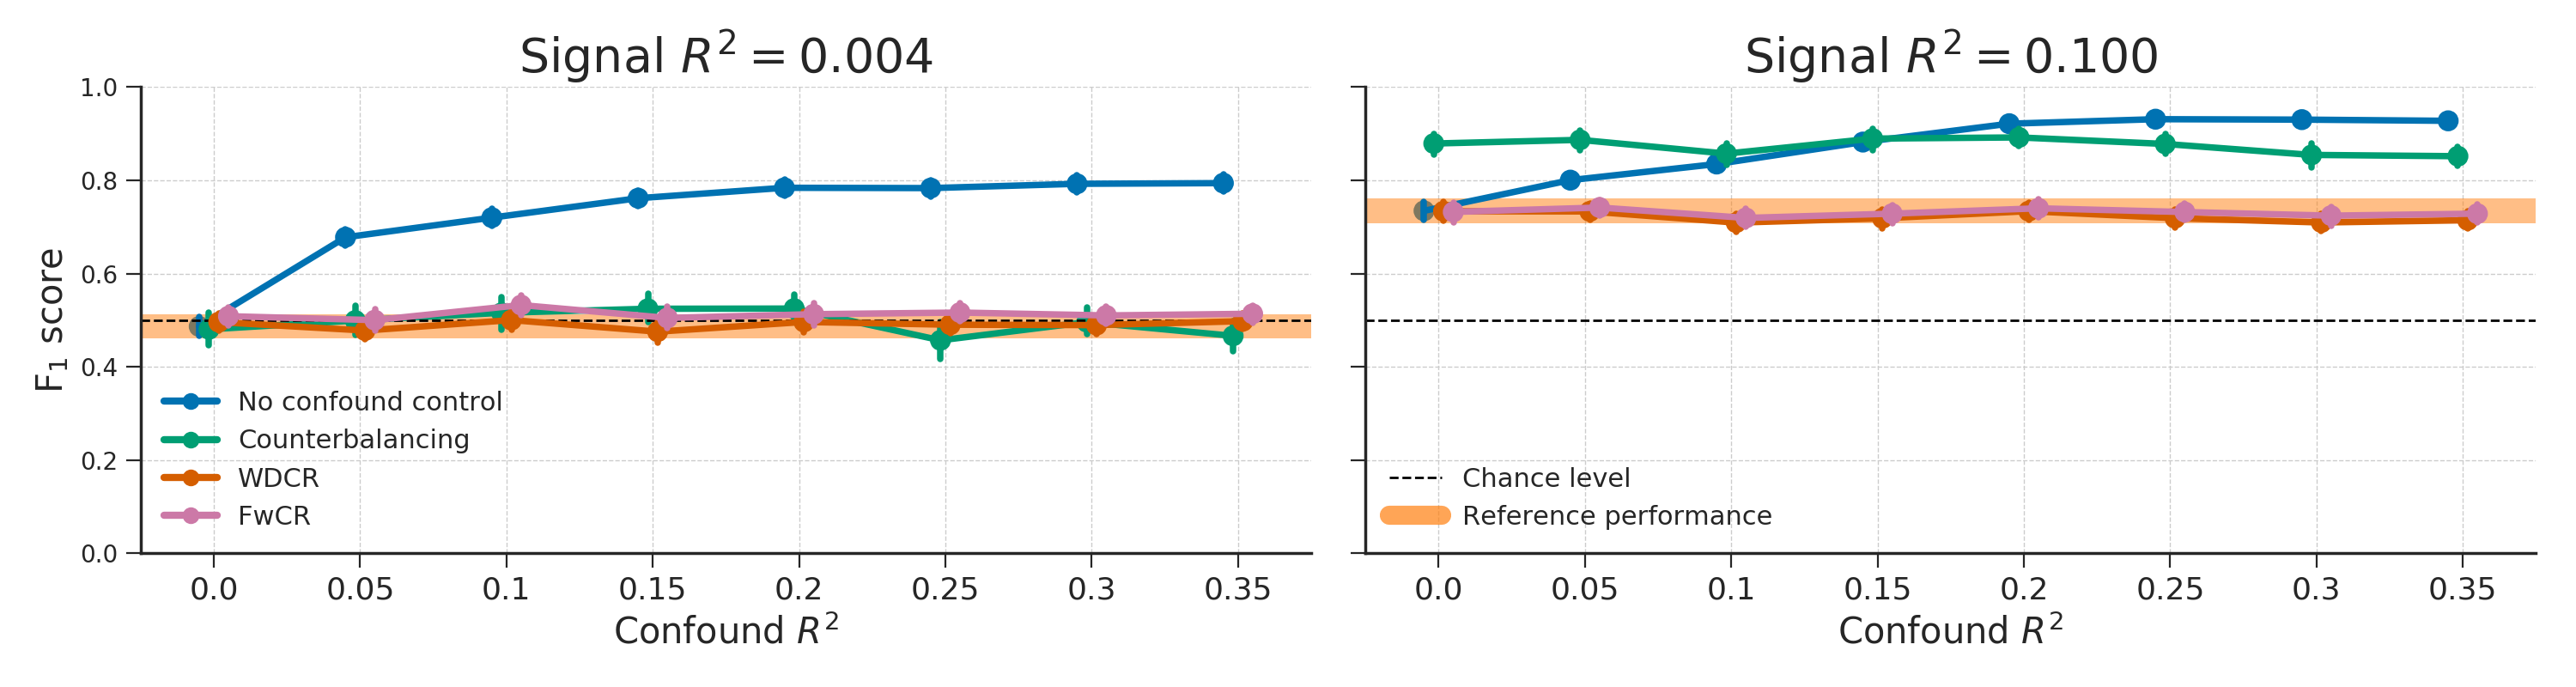 Signal R² = 0.004
F₁ score
1.0
0.8
0.6
0.4
0.2
0.0
No confound control
Counterbalancing
WDCR
FwCR
0.0 0.05 0.1 0.15 0.2 0.25 0.3 0.35
Confound R²
Signal R² = 0.100
Chance level
Reference performance
0.0 0.05 0.1 0.15 0.2 0.25 0.3 0.35
Confound R²